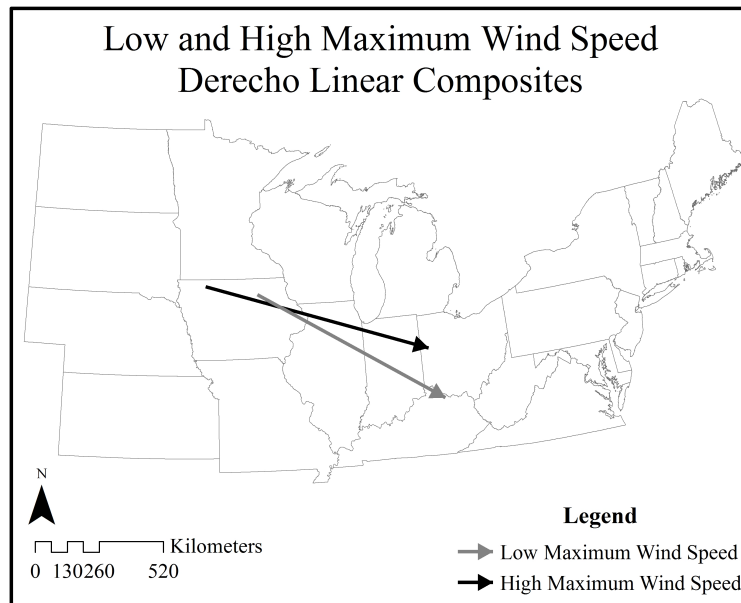 Low and High Maximum Wind Speed
Derecho Linear Composites
N
Kilometers
0 130260 520
Legend
Low Maximum Wind Speed
High Maximum Wind Speed